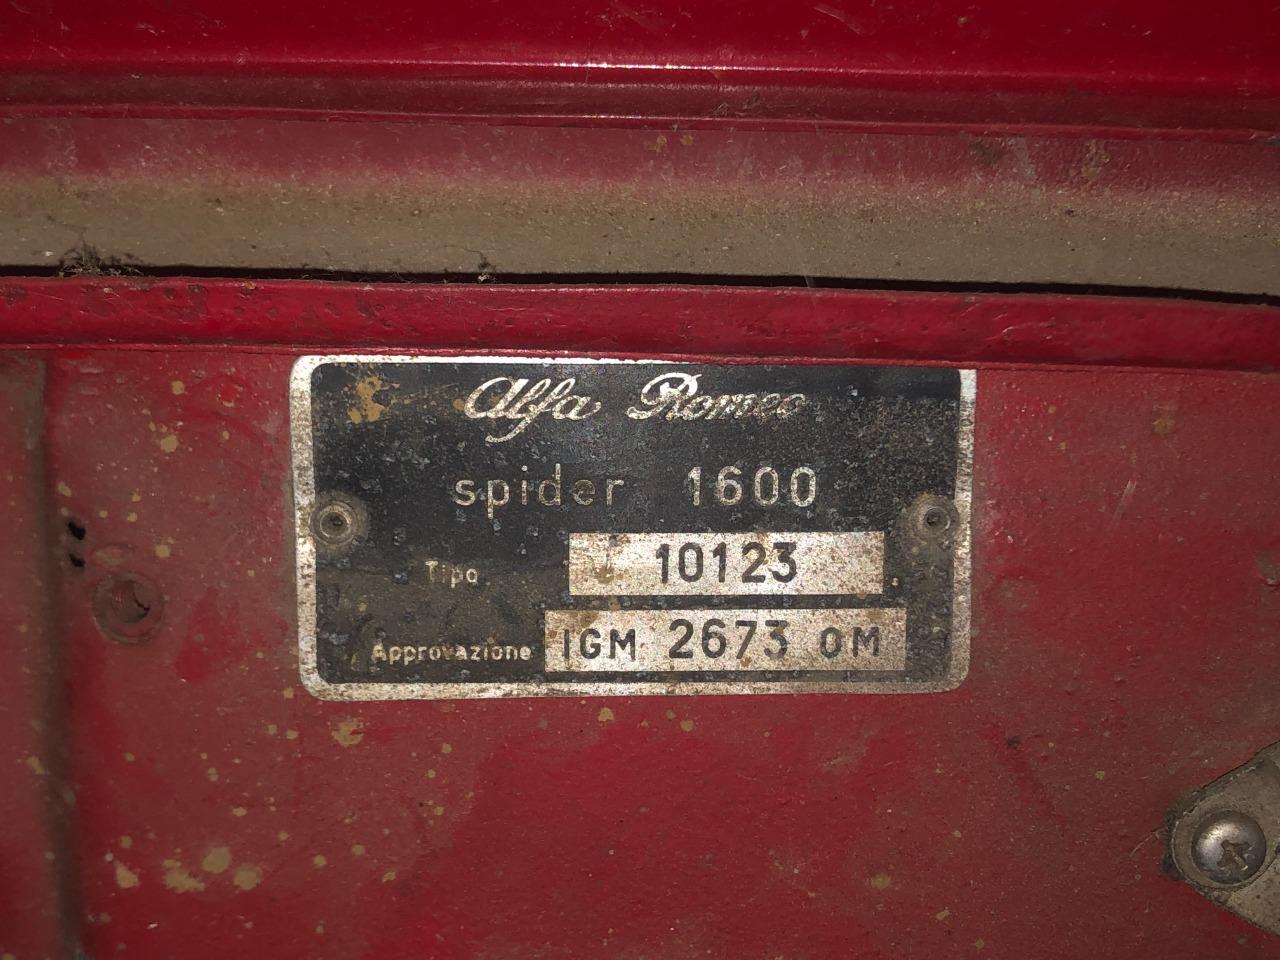 Alfa Romeo
spider 1600
Tipo 10123
Approvazione IGM 2673 OM